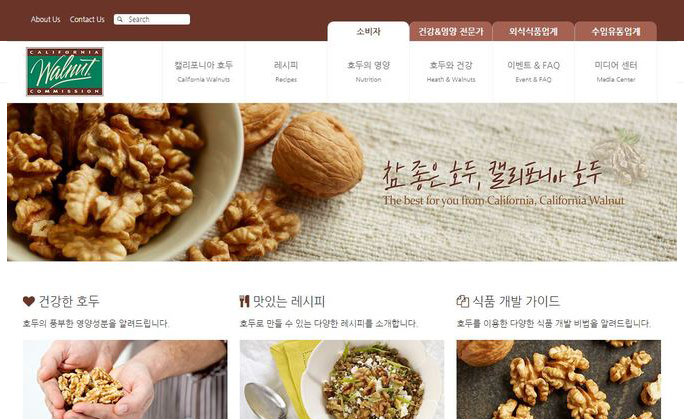 About Us Contact Us Search
소비자 건강&영양 전문가 외식식품업계 수입유통업계
CALIFORNIA
Walnut
COMMISSION
캘리포니아 호두 레시피 호두의 영양 호두와 건강 이벤트 & FAQ 미디어 센터
California Walnuts Recipes Nutrition Heath & Walnuts Event & FAQ Media Center
참 좋은 호두, 캘리포니아 호두
The best for you from California, California Walnut
건강한 호두 맛있는 레시피 식품 개발 가이드
호두의 풍부한 영양성분을 알려드립니다. 호두로 만들 수 있는 다양한 레시피를 소개합니다. 호두를 이용한 다양한 식품 개발 비법을 알려드립니다.